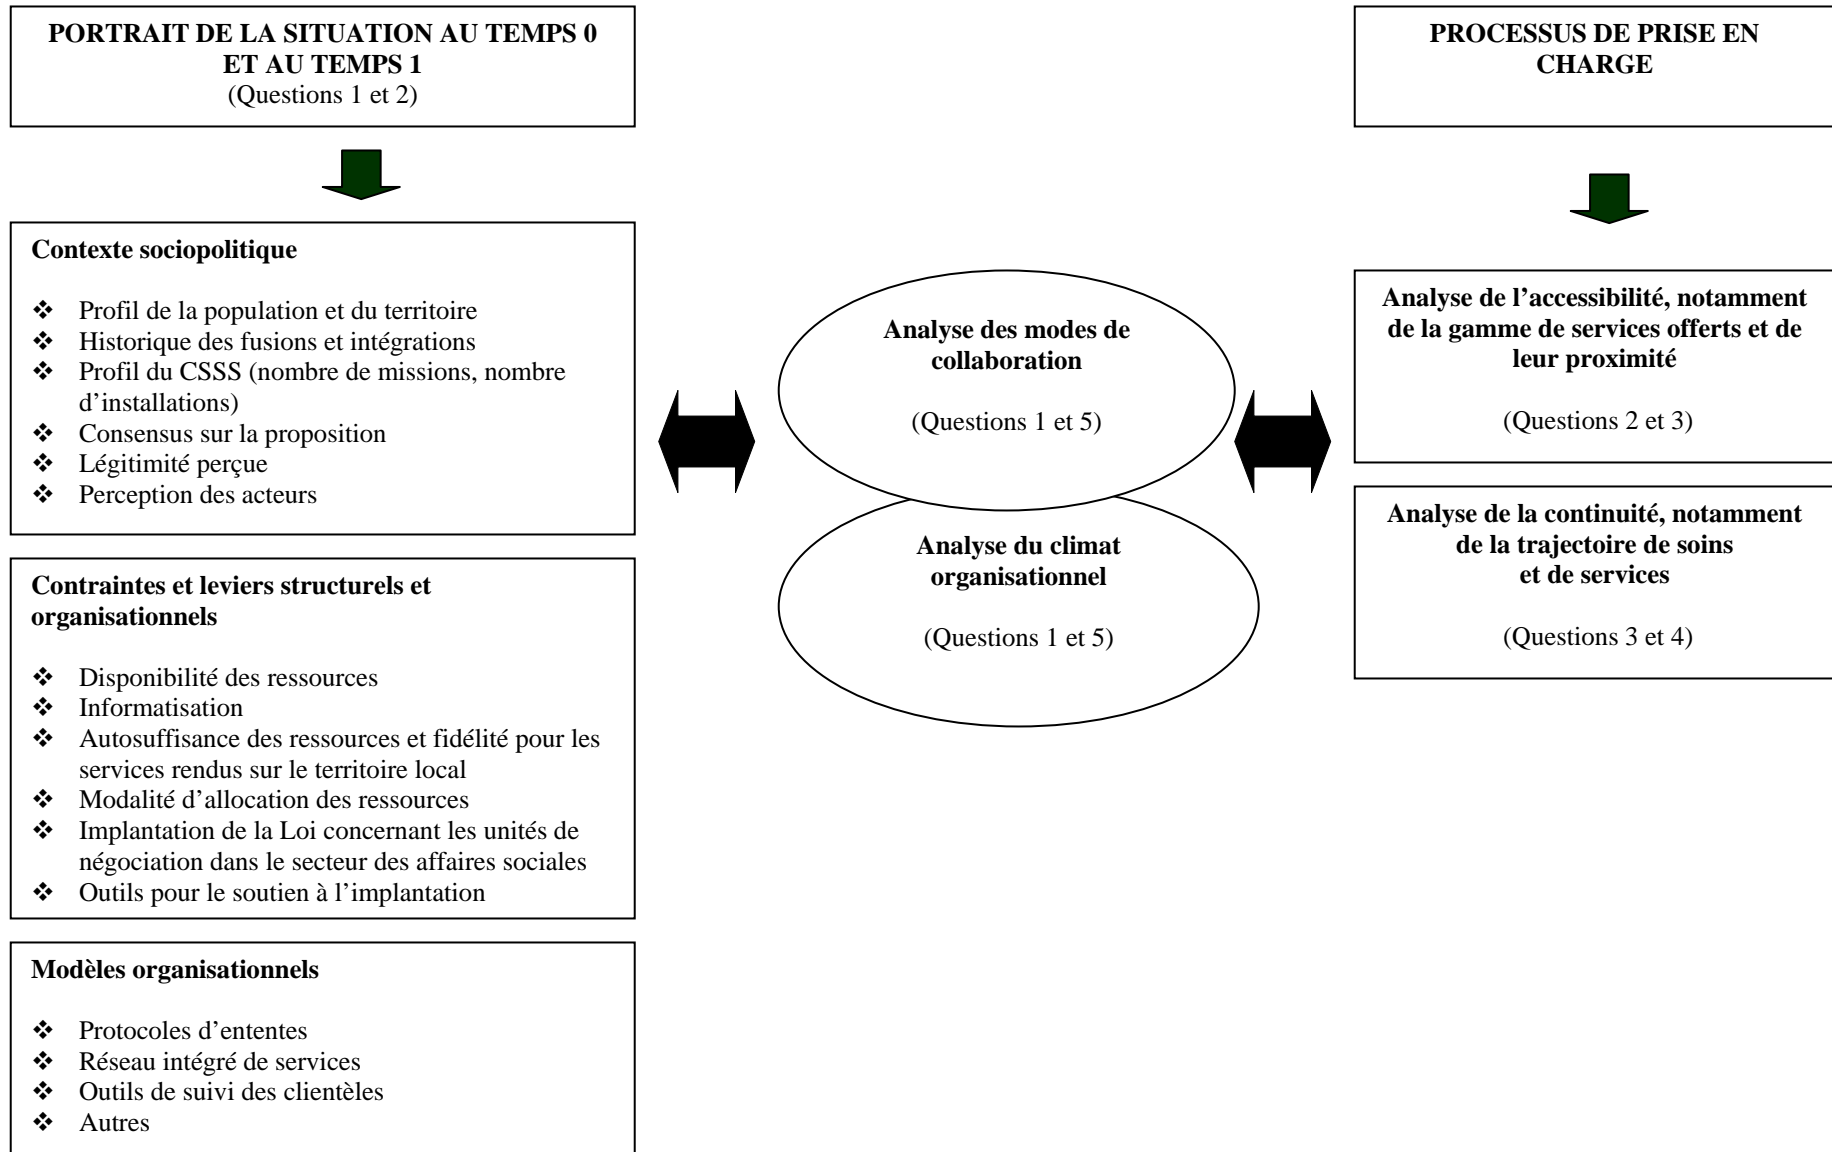 PORTRAIT DE LA SITUATION AU TEMPS 0
ET AU TEMPS 1
(Questions 1 et 2)
Contexte sociopolitique
❖ Profil de la population et du territoire
❖ Historique des fusions et intégrations
❖ Profil du CSSS (nombre de missions, nombre
d’installations)
❖ Consensus sur la proposition
❖ Légitimité perçue
❖ Perception des acteurs
Contraintes et leviers structurels et
organisationnels
❖ Disponibilité des ressources
❖ Informatisation
❖ Autosuffisance des ressources et fidélité pour les
services rendus sur le territoire local
❖ Modalité d’allocation des ressources
❖ Implantation de la Loi concernant les unités de
négociation dans le secteur des affaires sociales
❖ Outils pour le soutien à l’implantation
Modèles organisationnels
❖ Protocoles d’ententes
❖ Réseau intégré de services
❖ Outils de suivi des clientèles
❖ Autres
Analyse des modes de
collaboration
(Questions 1 et 5)
Analyse du climat
organisationnel
(Questions 1 et 5)
PROCESSUS DE PRISE EN
CHARGE
Analyse de l’accessibilité, notamment
de la gamme de services offerts et de
leur proximité
(Questions 2 et 3)
Analyse de la continuité, notamment
de la trajectoire de soins
et de services
(Questions 3 et 4)